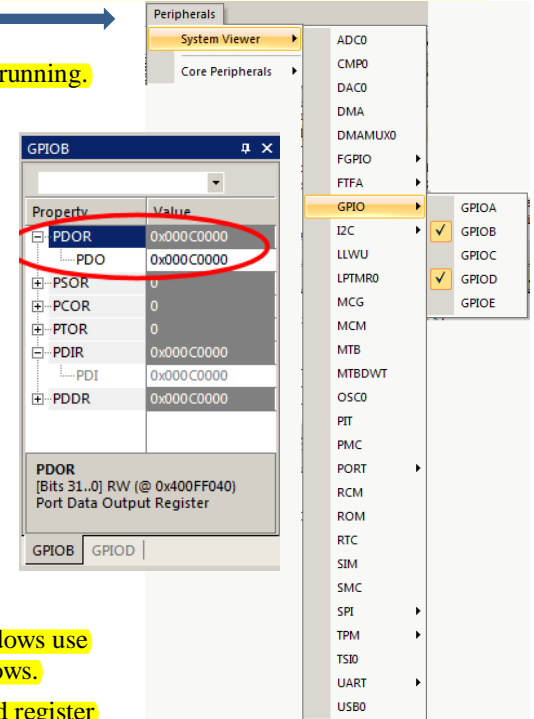 Peripherals
System Viewer
Core Peripherals
running.
ADC0
CMP0
DAC0
DMA
DMAMUX0
FGPIO
FTFA
GPIO
I2C
LLWU
LPTMR0
MCG
MCM
MTB
MTBDWT
OSC0
PIT
PMC
PORT
RCM
ROM
RTC
SIM
SMC
SPI
TPM
TSI0
UART
USB0
GPIOA
GPIOB
GPIOC
GPIOD
GPIOE
GPIOB
Property Value
PDOR 0x000C0000
PDO 0x000C0000
PSOR 0
PCOR 0
PTOR 0
PDIR 0x000C0000
PDI 0x000C0000
PDDR 0x000C0000
PDOR
[Bits 31..0] RW (@ 0x400FF040)
Port Data Output Register
GPIOB GPIOD
dows use
ows.
d register